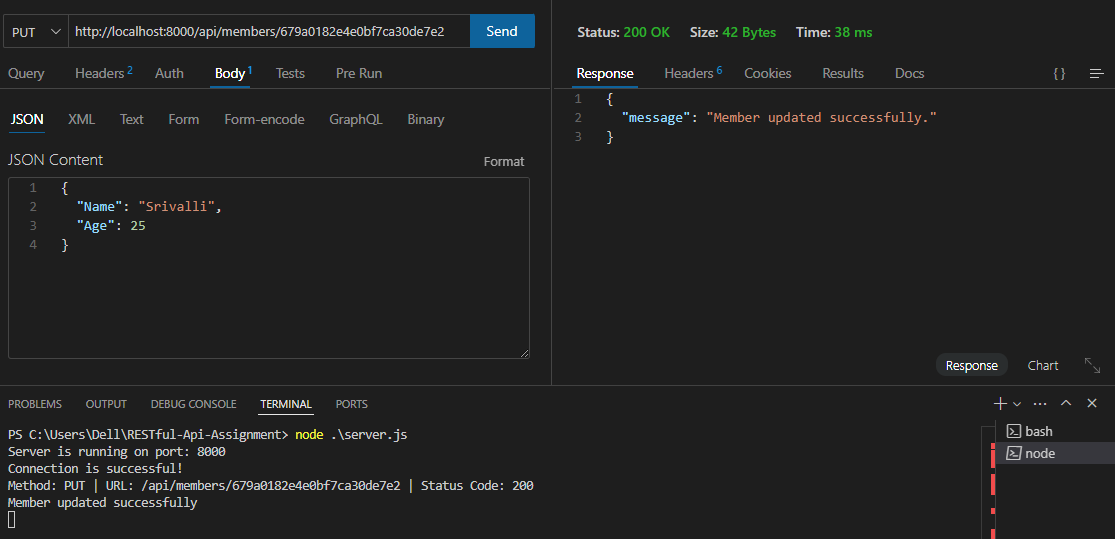 PUT http://localhost:8000/api/members/679a0182e4e0bf7ca30de7e2 Send
Query Headers 2 Auth Body 1 Tests Pre Run
JSON XML Text Form Form-encode GraphQL Binary
JSON Content Format
1 {
2 "Name": "Srivalli",
3 "Age": 25
4 }
Status: 200 OK Size: 42 Bytes Time: 38 ms
Response Headers 6 Cookies Results Docs { }
1 {
2 "message": "Member updated successfully."
3 }
Response Chart
PROBLEMS OUTPUT DEBUG CONSOLE TERMINAL PORTS
PS C:\Users\Dell\RESTful-Api-Assignment> node .\server.js
Server is running on port: 8000
Connection is successful!
Method: PUT | URL: /api/members/679a0182e4e0bf7ca30de7e2 | Status Code: 200
Member updated successfully
bash
node